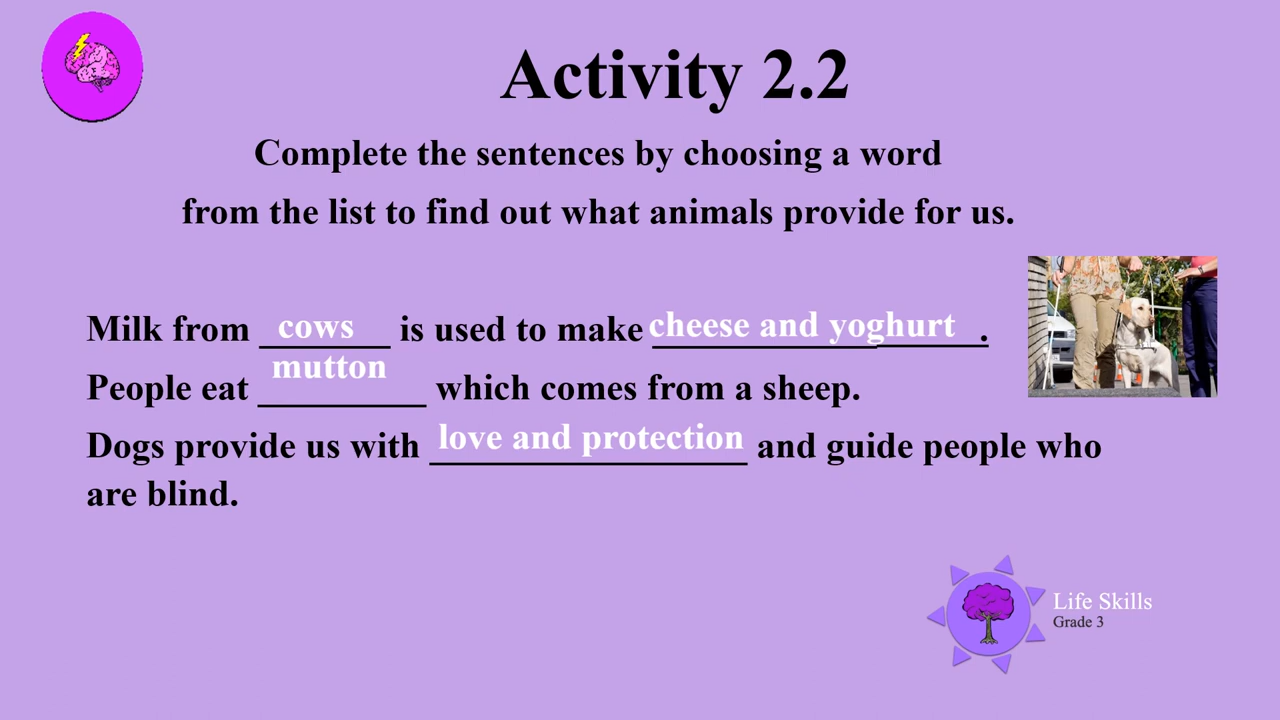 Activity 2.2
Complete the sentences by choosing a word
from the list to find out what animals provide for us.
Milk from cows is used to make cheese and yoghurt .
People eat mutton which comes from a sheep.
Dogs provide us with love and protection and guide people who
are blind.
Life Skills
Grade 3